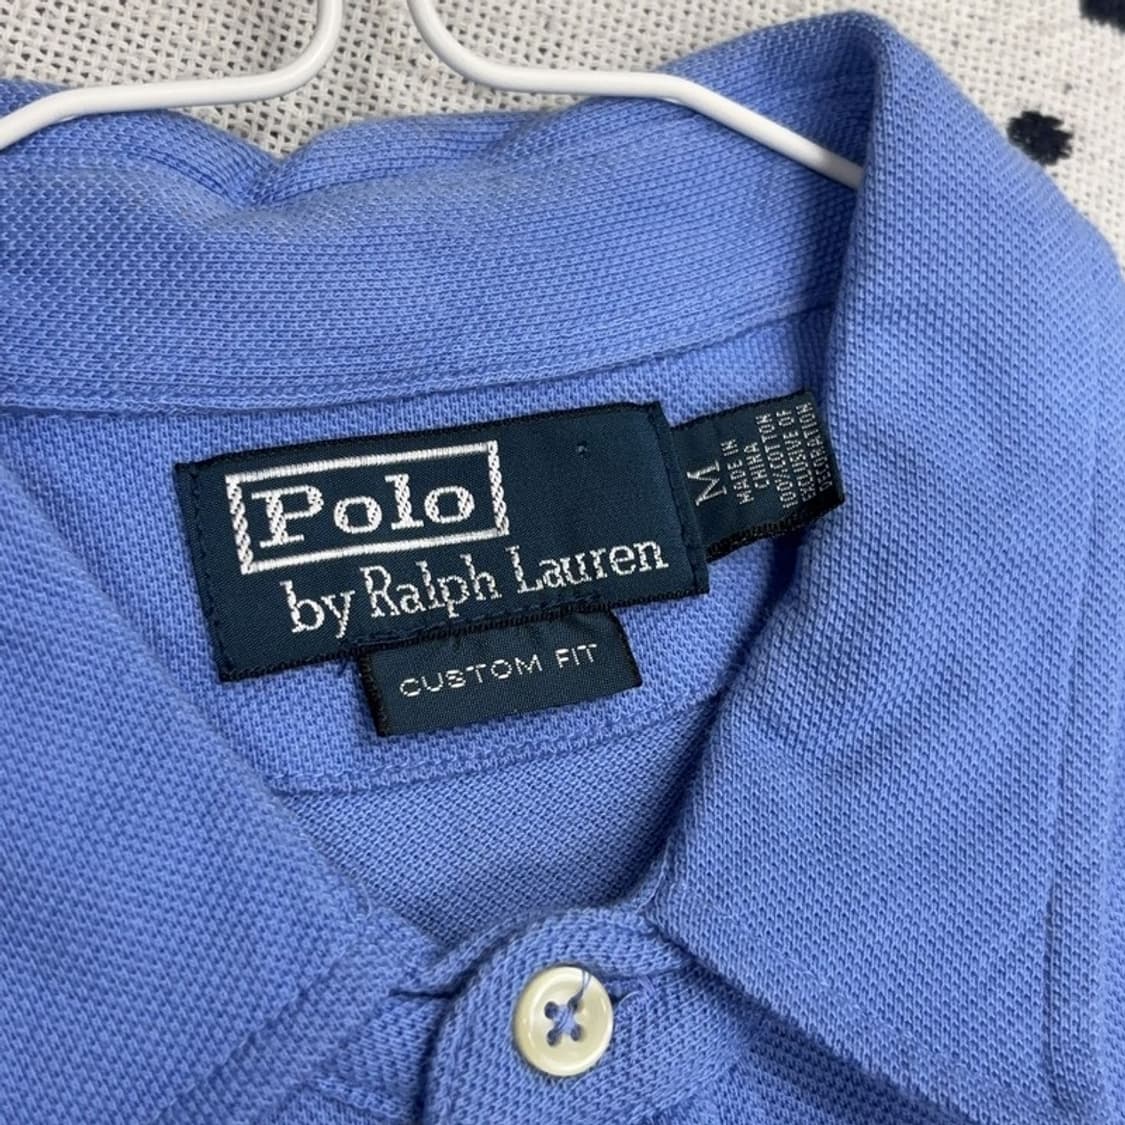 Polo
by Ralph Lauren
CUSTOM FIT
M
MADE IN
CHINA
100%COTTON
EXCLUSIVE OF
DECORATION